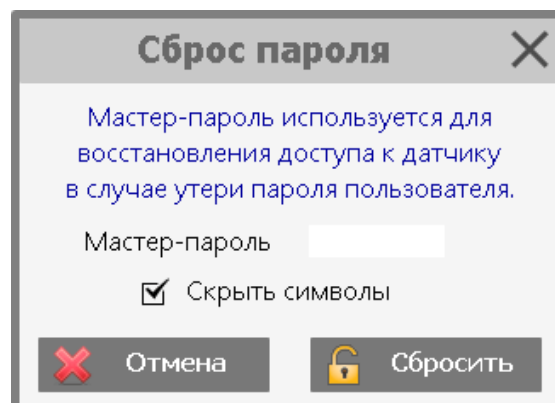 Сброс пароля
Мастер-пароль используется для
восстановления доступа к датчику
в случае утери пароля пользователя.
Мастер-пароль
Скрыть символы
Отмена
Сбросить